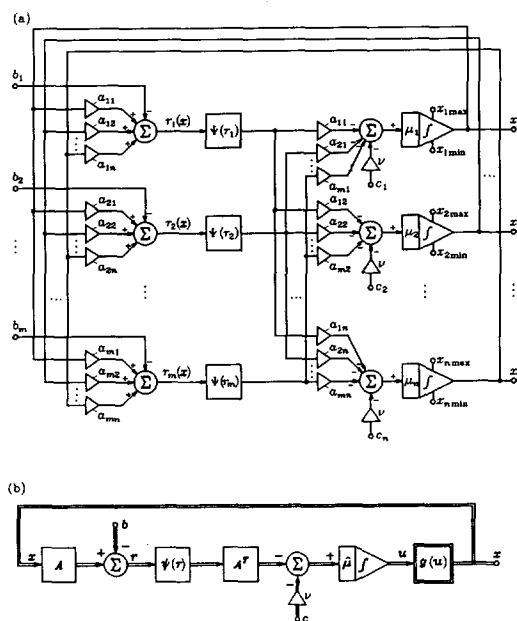 (a)
b1
a11 a12 a1n
Σ r1(x) Ψ(r1)
a11 a21 am1
Σ ν c1
μ1 ∫ x1max x1min x
b2
a21 a22 a2n
Σ r2(x) Ψ(r2)
a12 a22 am2
Σ ν c2
μ2 ∫ x2max x2min x
bm
am1 am2 amn
Σ rm(x) Ψ(rm)
a1n a2n amn
Σ ν cn
μn ∫ xnmax xnmin x
(b)
b
x A + − Σ r Ψ(r) A^T − − Σ + μ̂ ∫ u g(u) x
ν
c